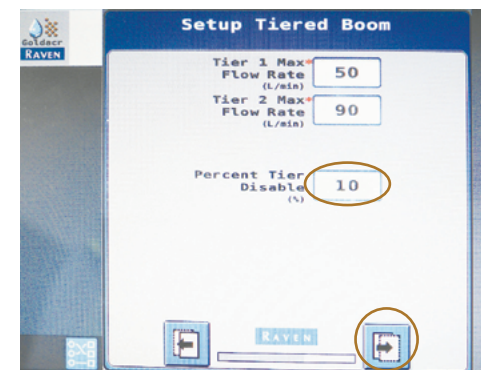 Setup Tiered Boom
Goldacr
RAVEN
Tier 1 Max*
Flow Rate
(L/min)
50
Tier 2 Max*
Flow Rate
(L/min)
90
Percent Tier
Disable
(%)
10
RAVEN